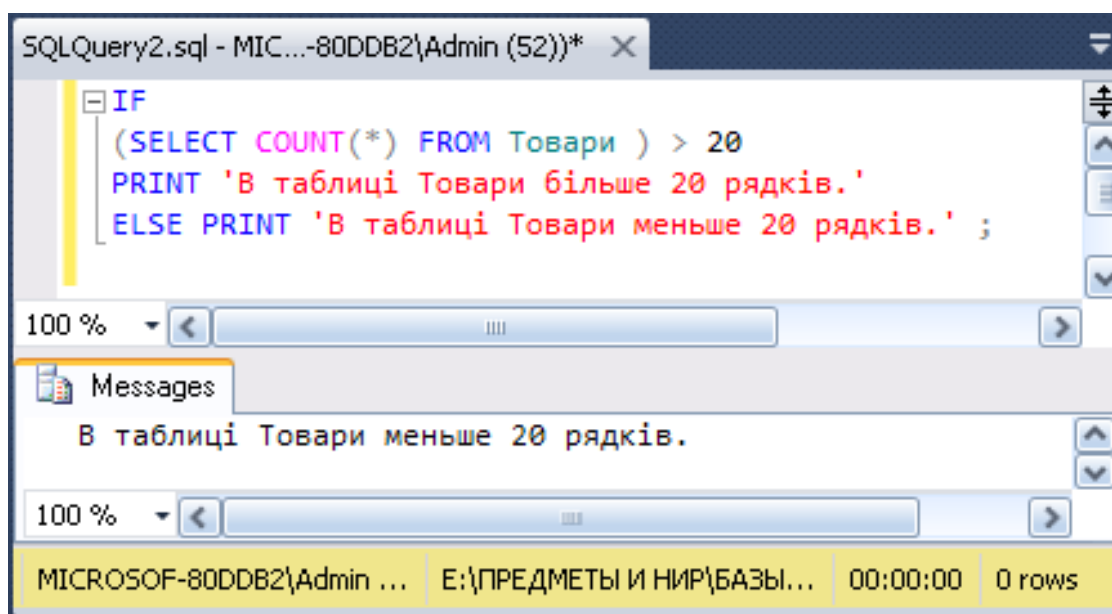 SQLQuery2.sql - MIC...-80DDB2\Admin (52))*
IF
(SELECT COUNT(*) FROM Товари ) > 20
PRINT 'В таблиці Товари більше 20 рядків.'
ELSE PRINT 'В таблиці Товари меньше 20 рядків.' ;
100 %
Messages
В таблиці Товари меньше 20 рядків.
100 %
MICROSOF-80DDB2\Admin ... E:\ПРЕДМЕТЫ И НИР\БАЗЫ... 00:00:00 0 rows